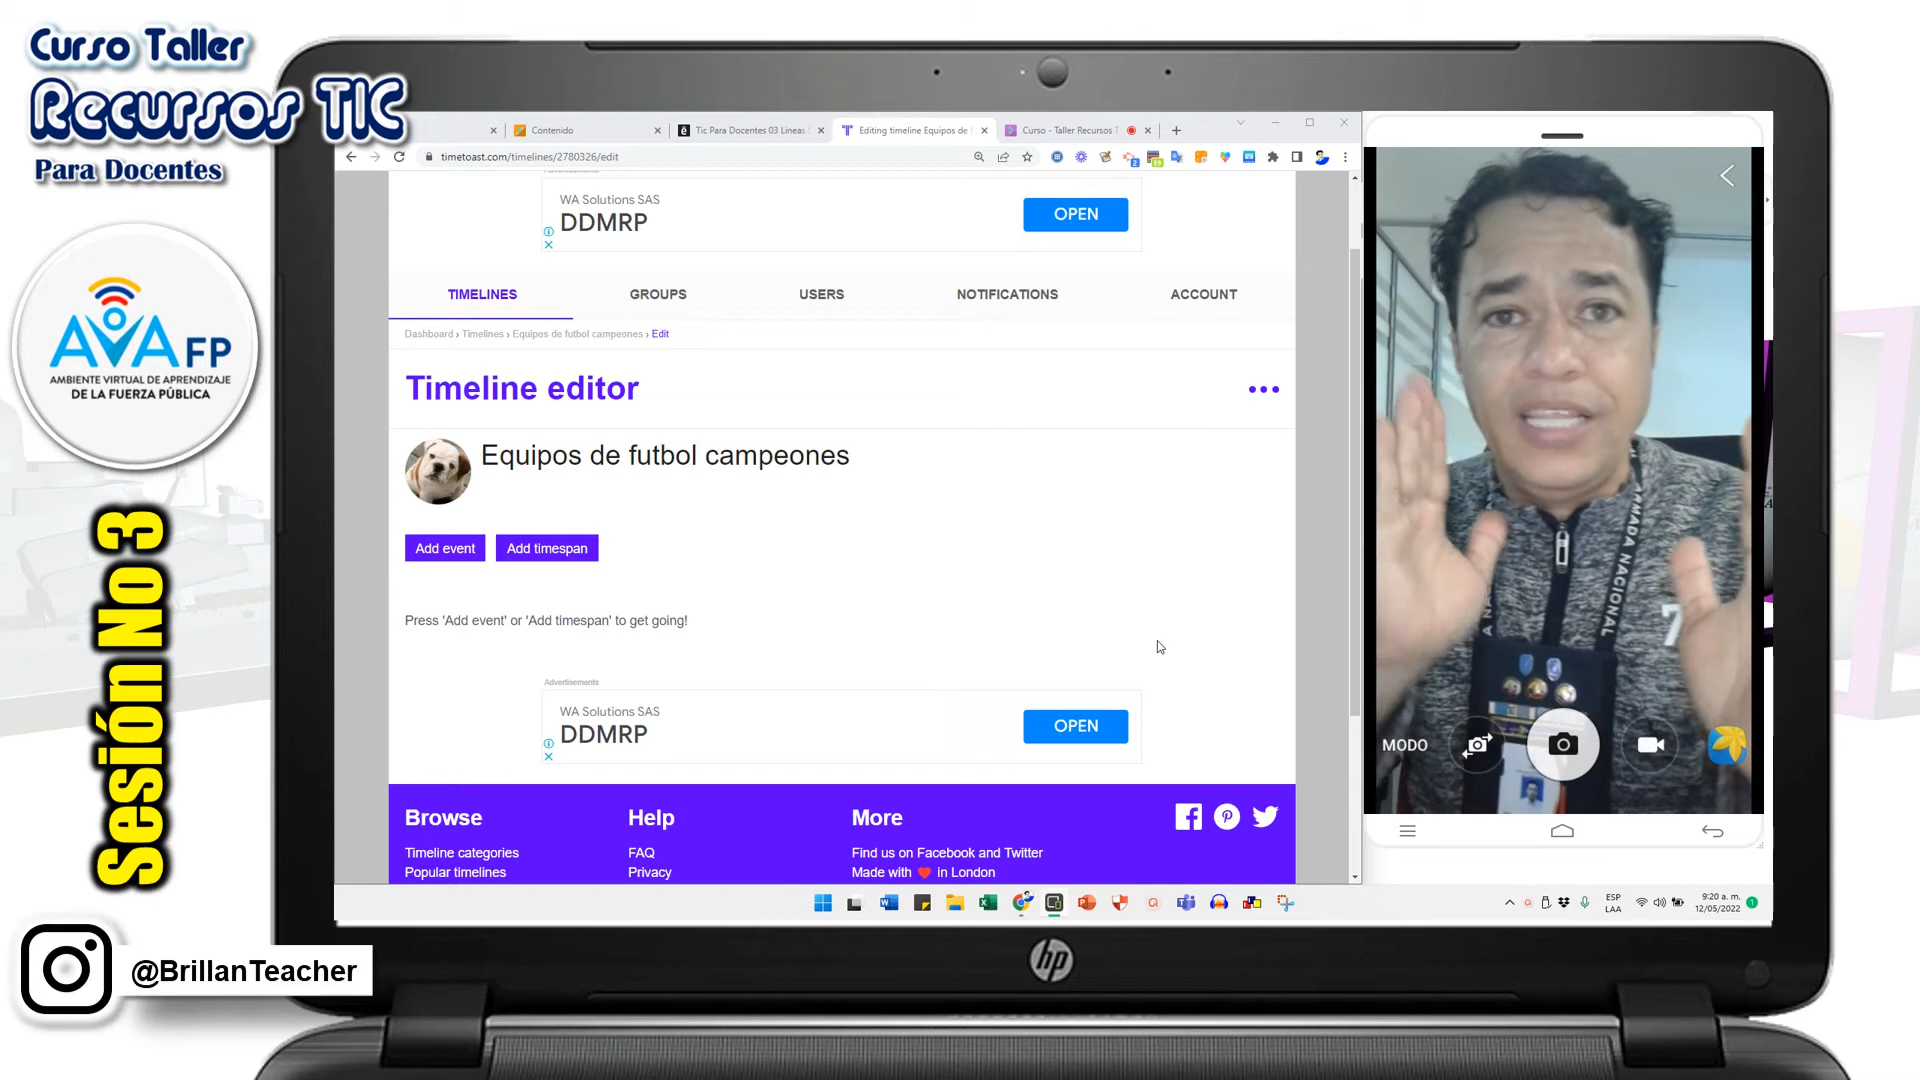 Curso Taller
Recursos TIC
Para Docentes
AVA FP
AMBIENTE VIRTUAL DE APRENDIZAJE
DE LA FUERZA PÚBLICA
Sesión No 3
@BrillanTeacher
Contenido
Tic Para Docentes 03 Lineas
Editing timeline Equipos de
Curso - Taller Recursos T
timetoast.com/timelines/2780326/edit
WA Solutions SAS
DDMRP
OPEN
TIMELINES
GROUPS
USERS
NOTIFICATIONS
ACCOUNT
Dashboard › Timelines › Equipos de futbol campeones › Edit
Timeline editor
Equipos de futbol campeones
Add event
Add timespan
Press 'Add event' or 'Add timespan' to get going!
Advertisements
WA Solutions SAS
DDMRP
OPEN
Browse
Help
More
Timeline categories
FAQ
Find us on Facebook and Twitter
Popular timelines
Privacy
Made with ❤ in London
ESP
LAA
9:20 a. m.
12/05/2022
1
hp
MODO
ARMADA NACIONAL